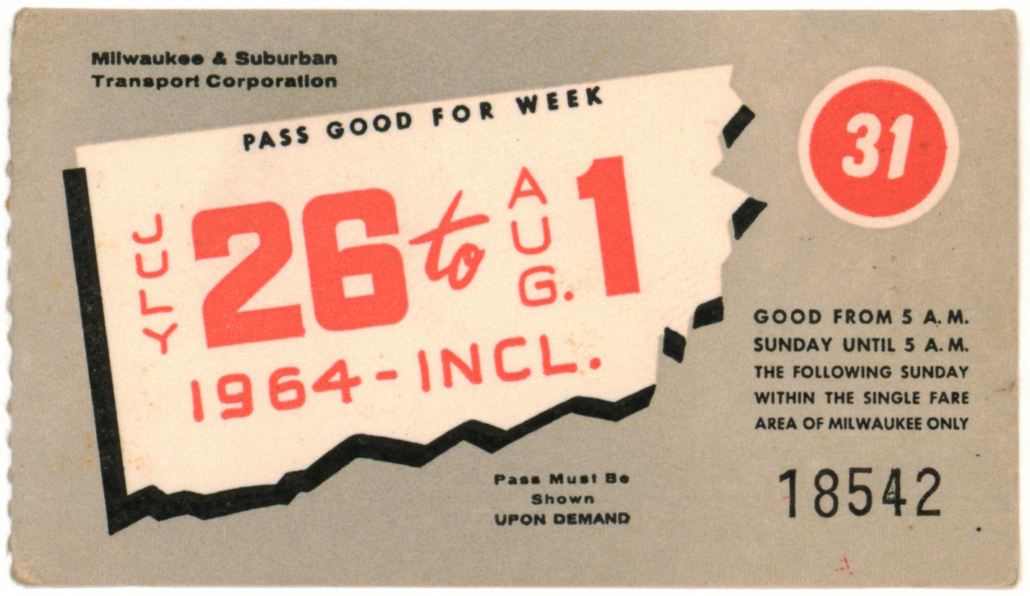 Milwaukee & Suburban
Transport Corporation
PASS GOOD FOR WEEK
31
JULY 26 to AUG. 1
1964-INCL.
GOOD FROM 5 A.M.
SUNDAY UNTIL 5 A.M.
THE FOLLOWING SUNDAY
WITHIN THE SINGLE FARE
AREA OF MILWAUKEE ONLY
Pass Must Be
Shown
UPON DEMAND
18542